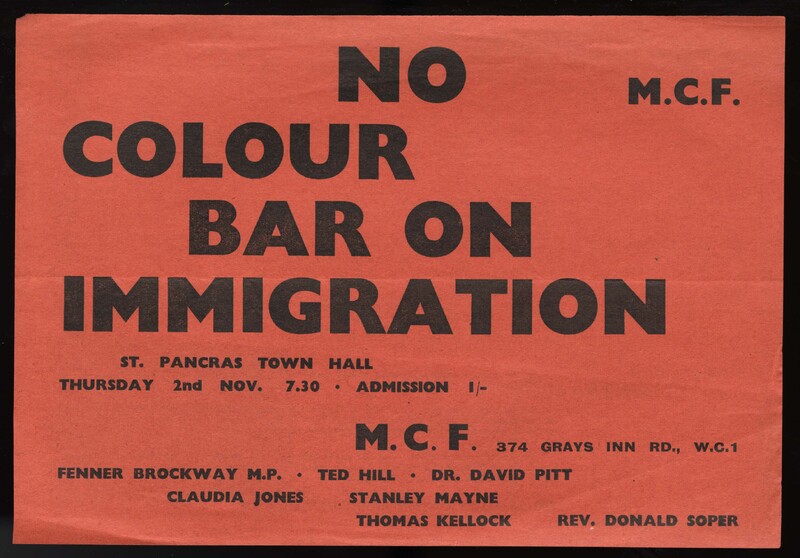 NO
M.C.F.
COLOUR
BAR ON
IMMIGRATION
ST. PANCRAS TOWN HALL
THURSDAY 2nd NOV. 7.30 · ADMISSION 1/-
M.C.F. 374 GRAYS INN RD., W.C.1
FENNER BROCKWAY M.P. · TED HILL · DR. DAVID PITT
CLAUDIA JONES STANLEY MAYNE
THOMAS KELLOCK REV. DONALD SOPER